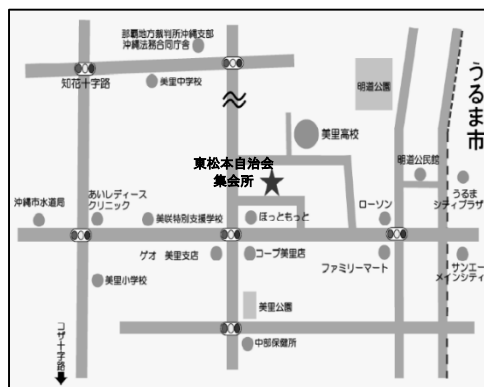 那覇地方裁判所沖縄支部
沖縄法務合同庁舎
知花十字路
美里中学校
明道公園
うるま市
美里高校
東松本自治会
集会所
明道公民館
沖縄市水道局
あいレディース
クリニック
美咲特別支援学校
ほっともっと
ローソン
うるま
シティプラザ
ゲオ 美里支店
コープ美里店
ファミリーマート
サンエー
メインシティ
美里小学校
美里公園
コザ十字路
中部保健所